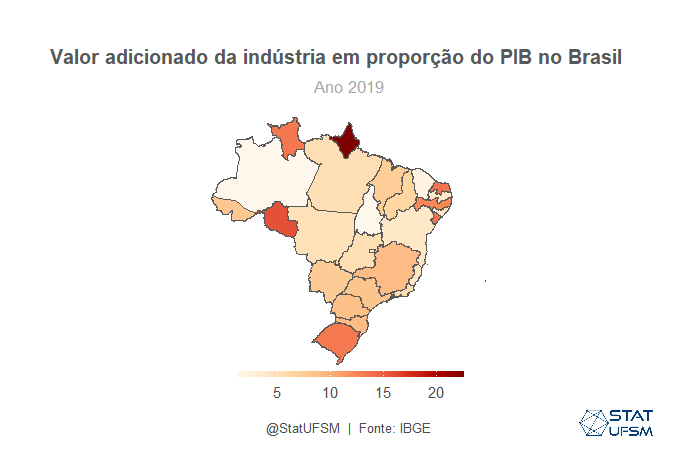 Valor adicionado da indústria em proporção do PIB no Brasil
Ano 2019
5 10 15 20
@StatUFSM | Fonte: IBGE
STAT
UFSM